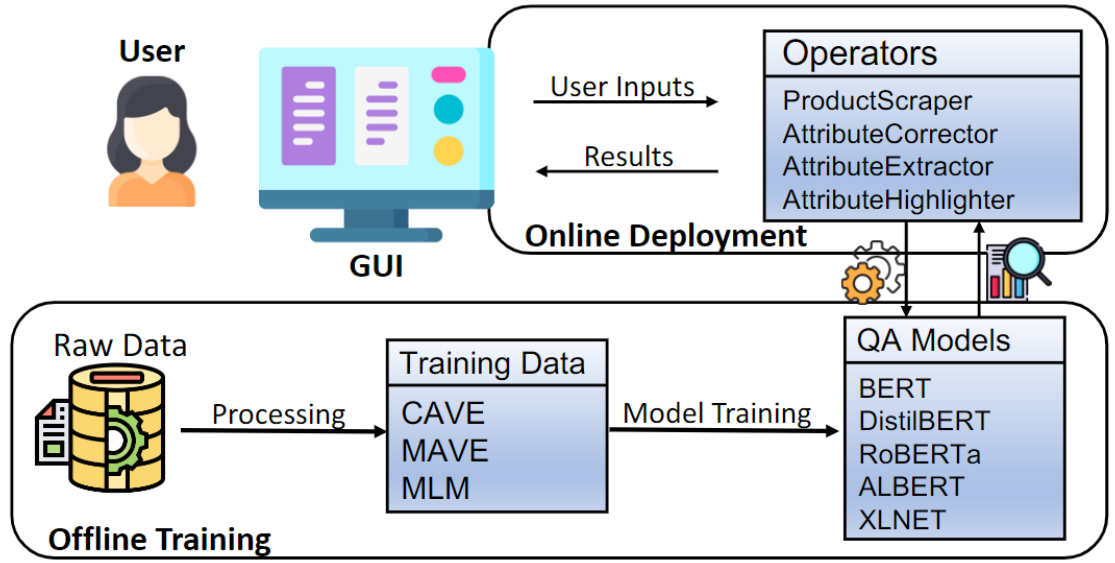 User
GUI
User Inputs
Results
Operators
ProductScraper
AttributeCorrector
AttributeExtractor
AttributeHighlighter
Online Deployment
Raw Data
Processing
Training Data
CAVE
MAVE
MLM
Model Training
QA Models
BERT
DistilBERT
RoBERTa
ALBERT
XLNET
Offline Training